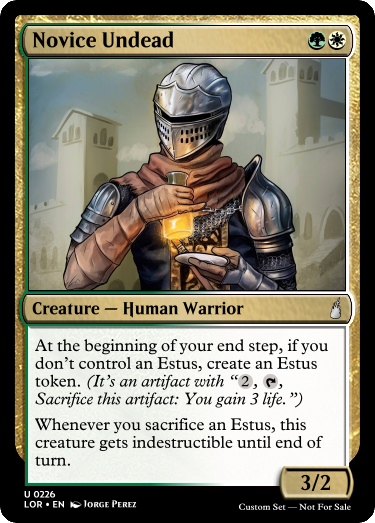 Novice Undead
Creature — Human Warrior
At the beginning of your end step, if you
don't control an Estus, create an Estus
token. (It's an artifact with “2, ,
Sacrifice this artifact: You gain 3 life.”)
Whenever you sacrifice an Estus, this
creature gets indestructible until end of
turn.
3/2
U 0226
LOR • EN Jorge Perez
Custom Set — Not For Sale